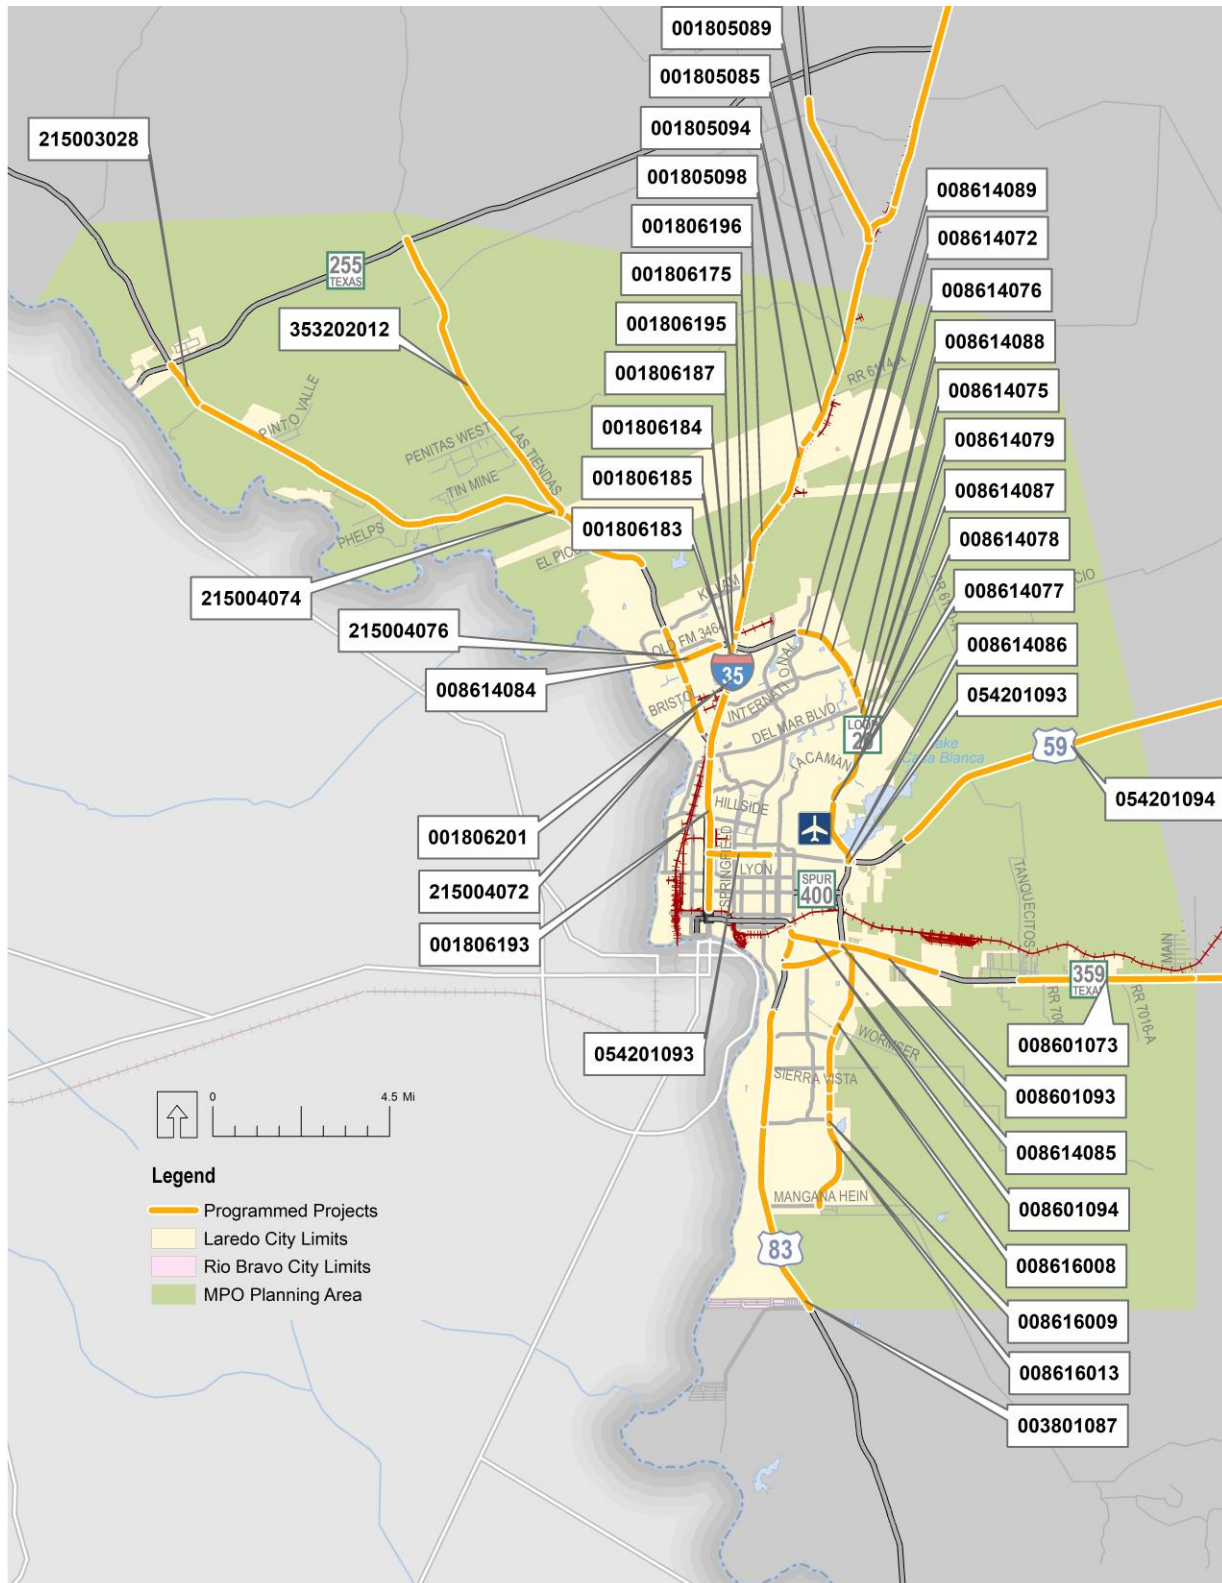 001805089
001805085
215003028
001805094
001805098
008614089
001806196
008614072
255
TEXAS
001806175
008614076
353202012
001806195
008614088
001806187
RR 6114-A
008614075
PINTO VALLE
001806184
008614079
PENITAS WEST
LAS TIENDAS
001806185
008614087
TIN MINE
001806183
PHELPS
008614078
EL PICO
008614077
215004074
215004076
OLD FM 3464
008614086
35
INTERNATIONAL
008614084
BRISTOL
054201093
DEL MAR BLVD
LOOP
20
59
Casa Blanca
054201094
HILLSIDE
001806201
LYON
SPRINGFIELD
215004072
SPUR
400
TANQUECITOS
001806193
MAIN
359
TEXAS
RR 7016-A
054201093
WORMSER
008601073
SIERRA VISTA
008601093
0
4.5 Mi
008614085
Legend
MANGANA HEIN
Programmed Projects
008601094
Laredo City Limits
83
Rio Bravo City Limits
008616008
MPO Planning Area
008616009
008616013
003801087